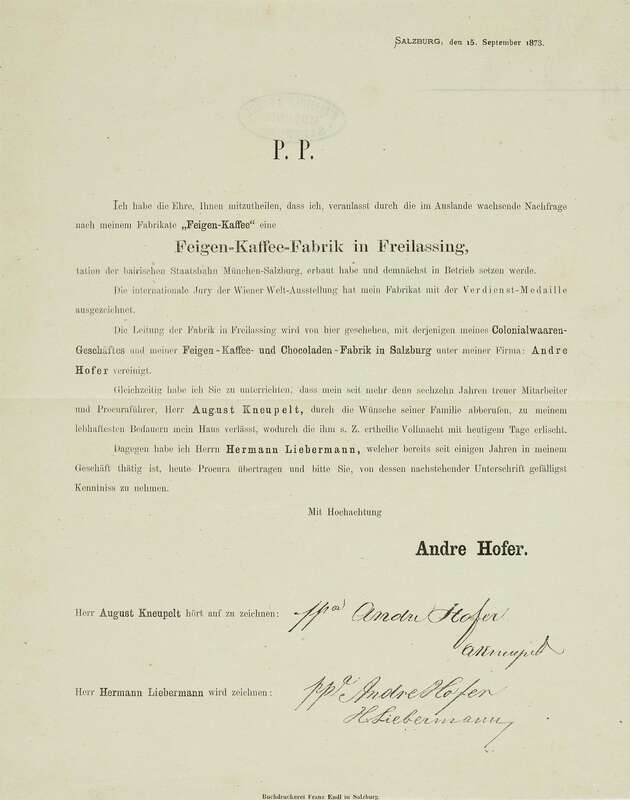 SALZBURG, den 15. September 1873.
P. P.
Ich habe die Ehre, Ihnen mitzutheilen, dass ich, veranlasst durch die im Auslande wachsende Nachfrage
nach meinem Fabrikate „Feigen-Kaffee“ eine
Feigen-Kaffee-Fabrik in Freilassing,
tation der bairischen Staatsbahn München-Salzburg, erbaut habe und demnächst in Betrieb setzen werde.
Die internationale Jury der Wiener Welt-Ausstellung hat mein Fabrikat mit der Verdienst-Medaille
ausgezeichnet.
Die Leitung der Fabrik in Freilassing wird von hier geschehen, mit derjenigen meines Colonialwaaren-
Geschäftes und meiner Feigen-Kaffee- und Chocoladen-Fabrik in Salzburg unter meiner Firma: Andre
Hofer vereinigt.
Gleichzeitig habe ich Sie zu unterrichten, dass mein seit mehr denn sechzehn Jahren treuer Mitarbeiter
und Procuraführer, Herr August Kneupelt, durch die Wünsche seiner Familie abberufen, zu meinem
lebhaftesten Bedauern mein Haus verlässt, wodurch die ihm s. Z. ertheilte Vollmacht mit heutigem Tage erlischt.
Dagegen habe ich Herrn Hermann Liebermann, welcher bereits seit einigen Jahren in meinem
Geschäft thätig ist, heute Procura übertragen und bitte Sie, von dessen nachstehender Unterschrift gefälligst
Kenntniss zu nehmen.
Mit Hochachtung
Andre Hofer.
Herr August Kneupelt hört auf zu zeichnen: ppa Andre Hofer
AKneupelt
Herr Hermann Liebermann wird zeichnen: ppa Andre Hofer
HLiebermann
Buchdruckerei Franz Endl in Salzburg.